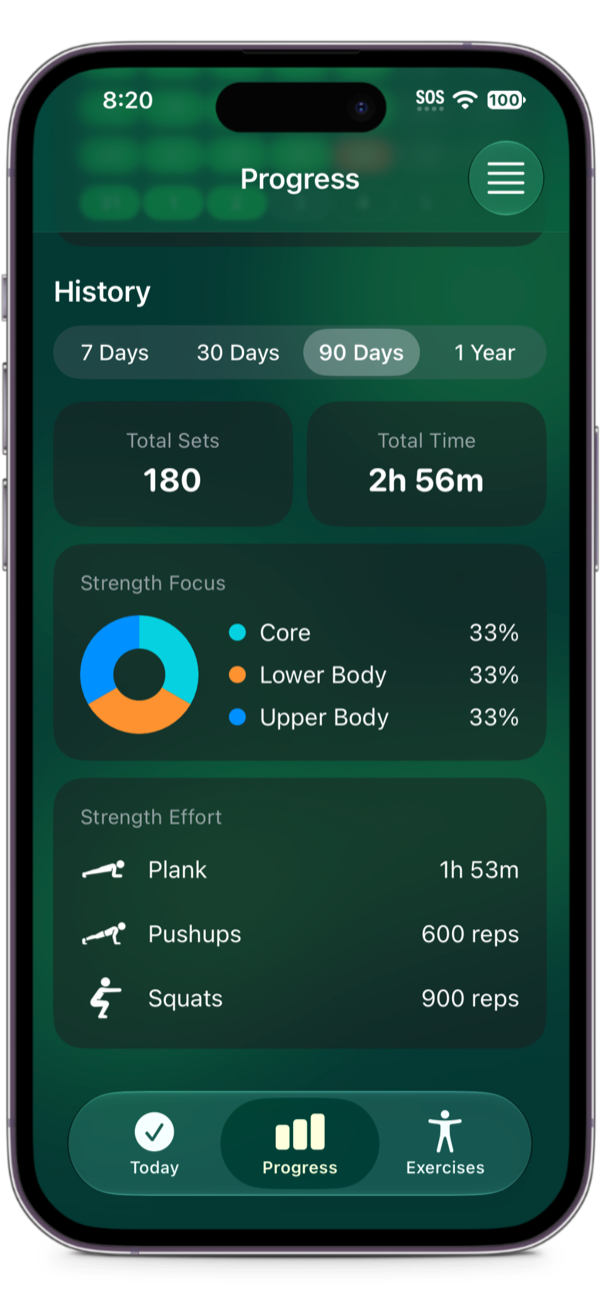 8:20
SOS
100
Progress
History
7 Days 30 Days 90 Days 1 Year
Total Sets
180
Total Time
2h 56m
Strength Focus
Core 33%
Lower Body 33%
Upper Body 33%
Strength Effort
Plank 1h 53m
Pushups 600 reps
Squats 900 reps
Today Progress Exercises